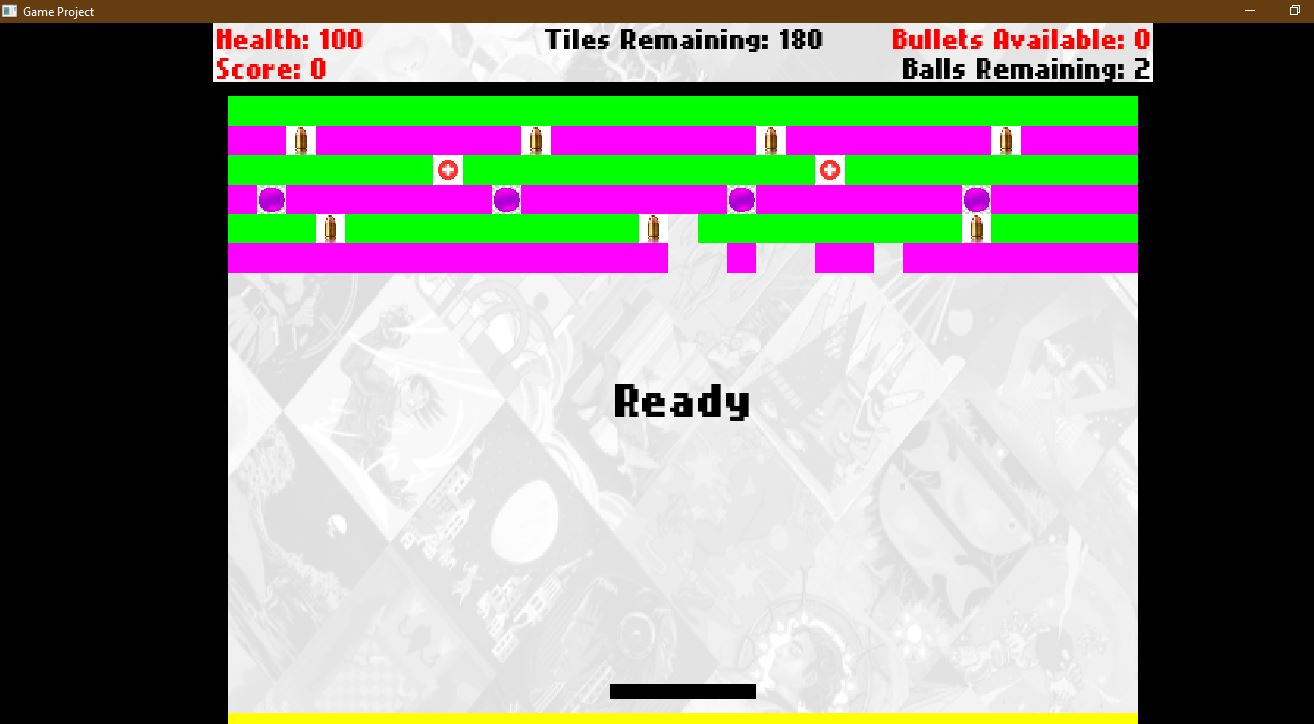 Game Project
Health: 100
Tiles Remaining: 180
Bullets Available: 0
Score: 0
Balls Remaining: 2
Ready